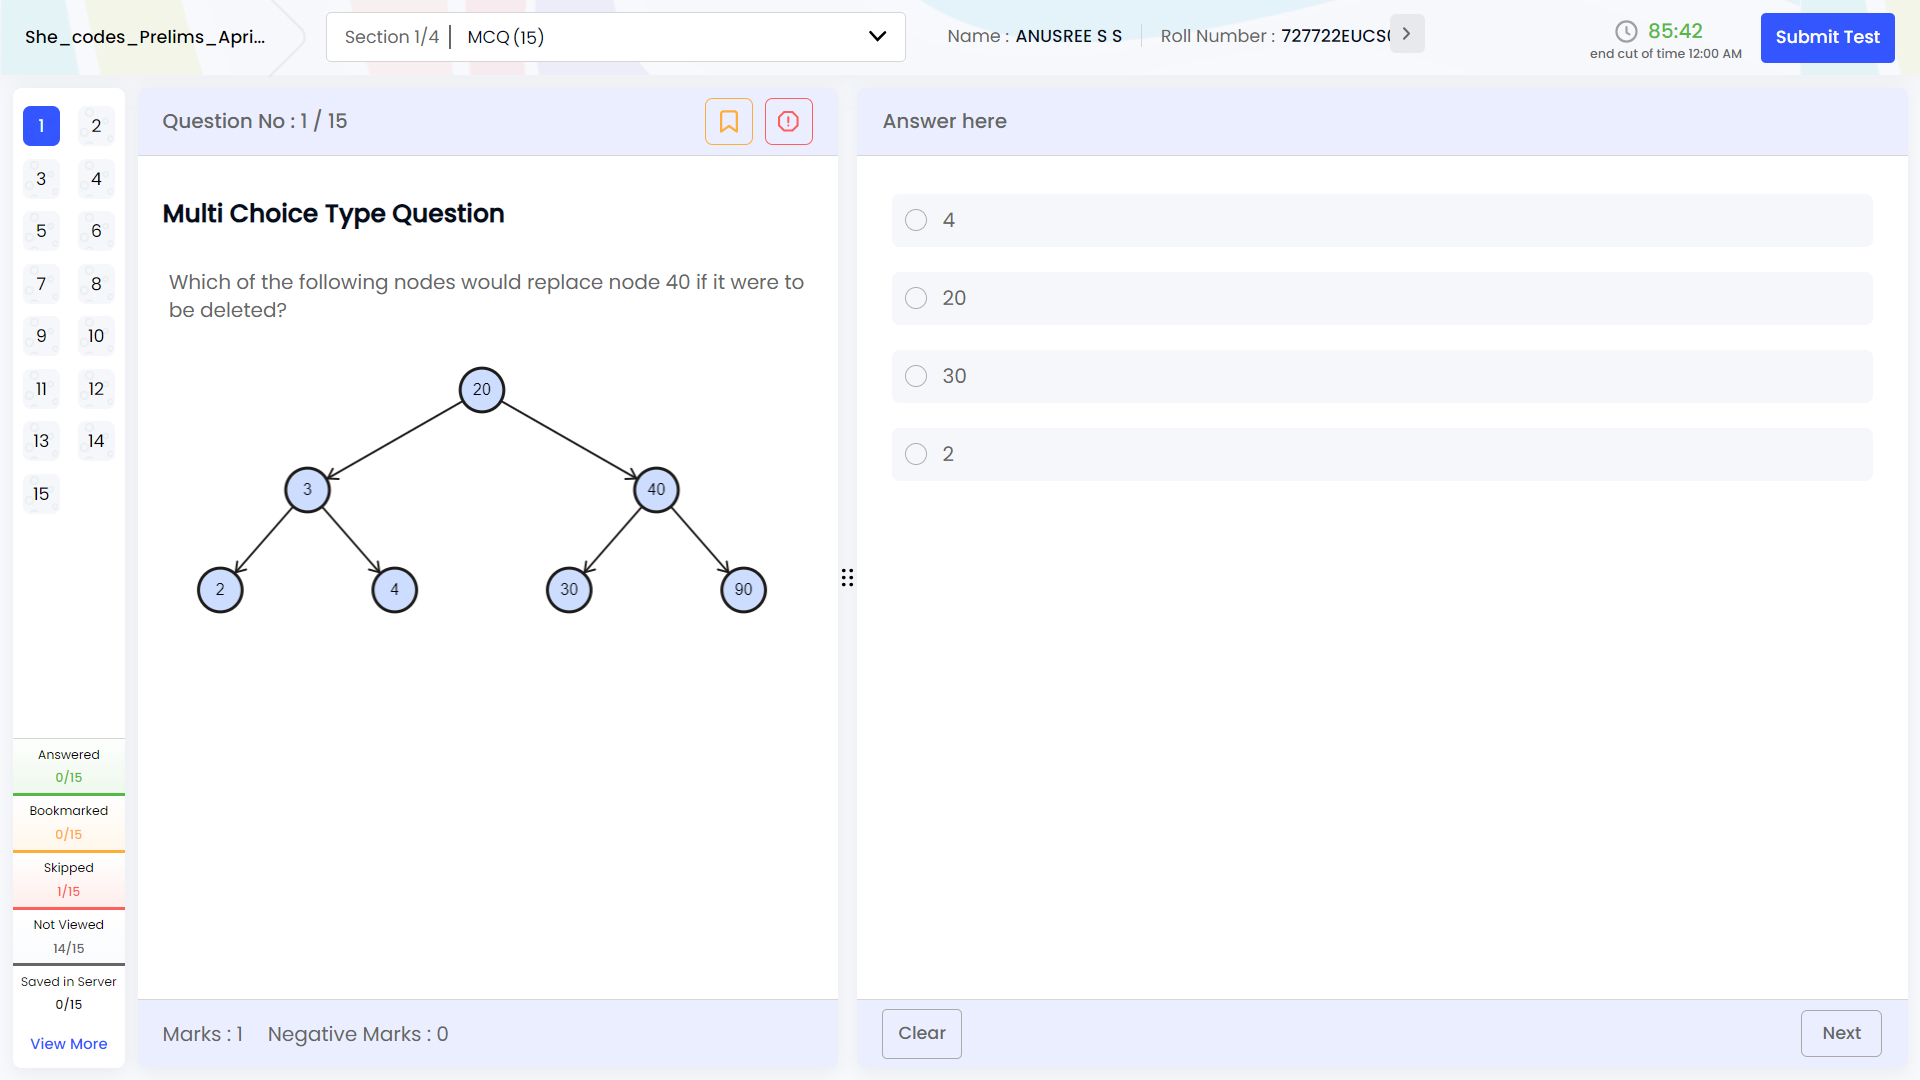 She_codes_Prelims_Apri...
Section 1/4 | MCQ (15)
Name : ANUSREE S S
Roll Number : 727722EUCS
85:42
end cut of time 12:00 AM
Submit Test
1 2
3 4
5 6
7 8
9 10
11 12
13 14
15
Answered
0/15
Bookmarked
0/15
Skipped
1/15
Not Viewed
14/15
Saved in Server
0/15
View More
Question No : 1 / 15
Multi Choice Type Question
Which of the following nodes would replace node 40 if it were to
be deleted?
20
3 40
2 4 30 90
Marks : 1 Negative Marks : 0
Answer here
4
20
30
2
Clear
Next